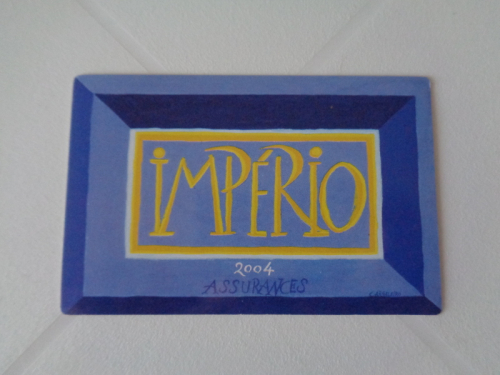 IMPÉRIO
2004
ASSURANCES